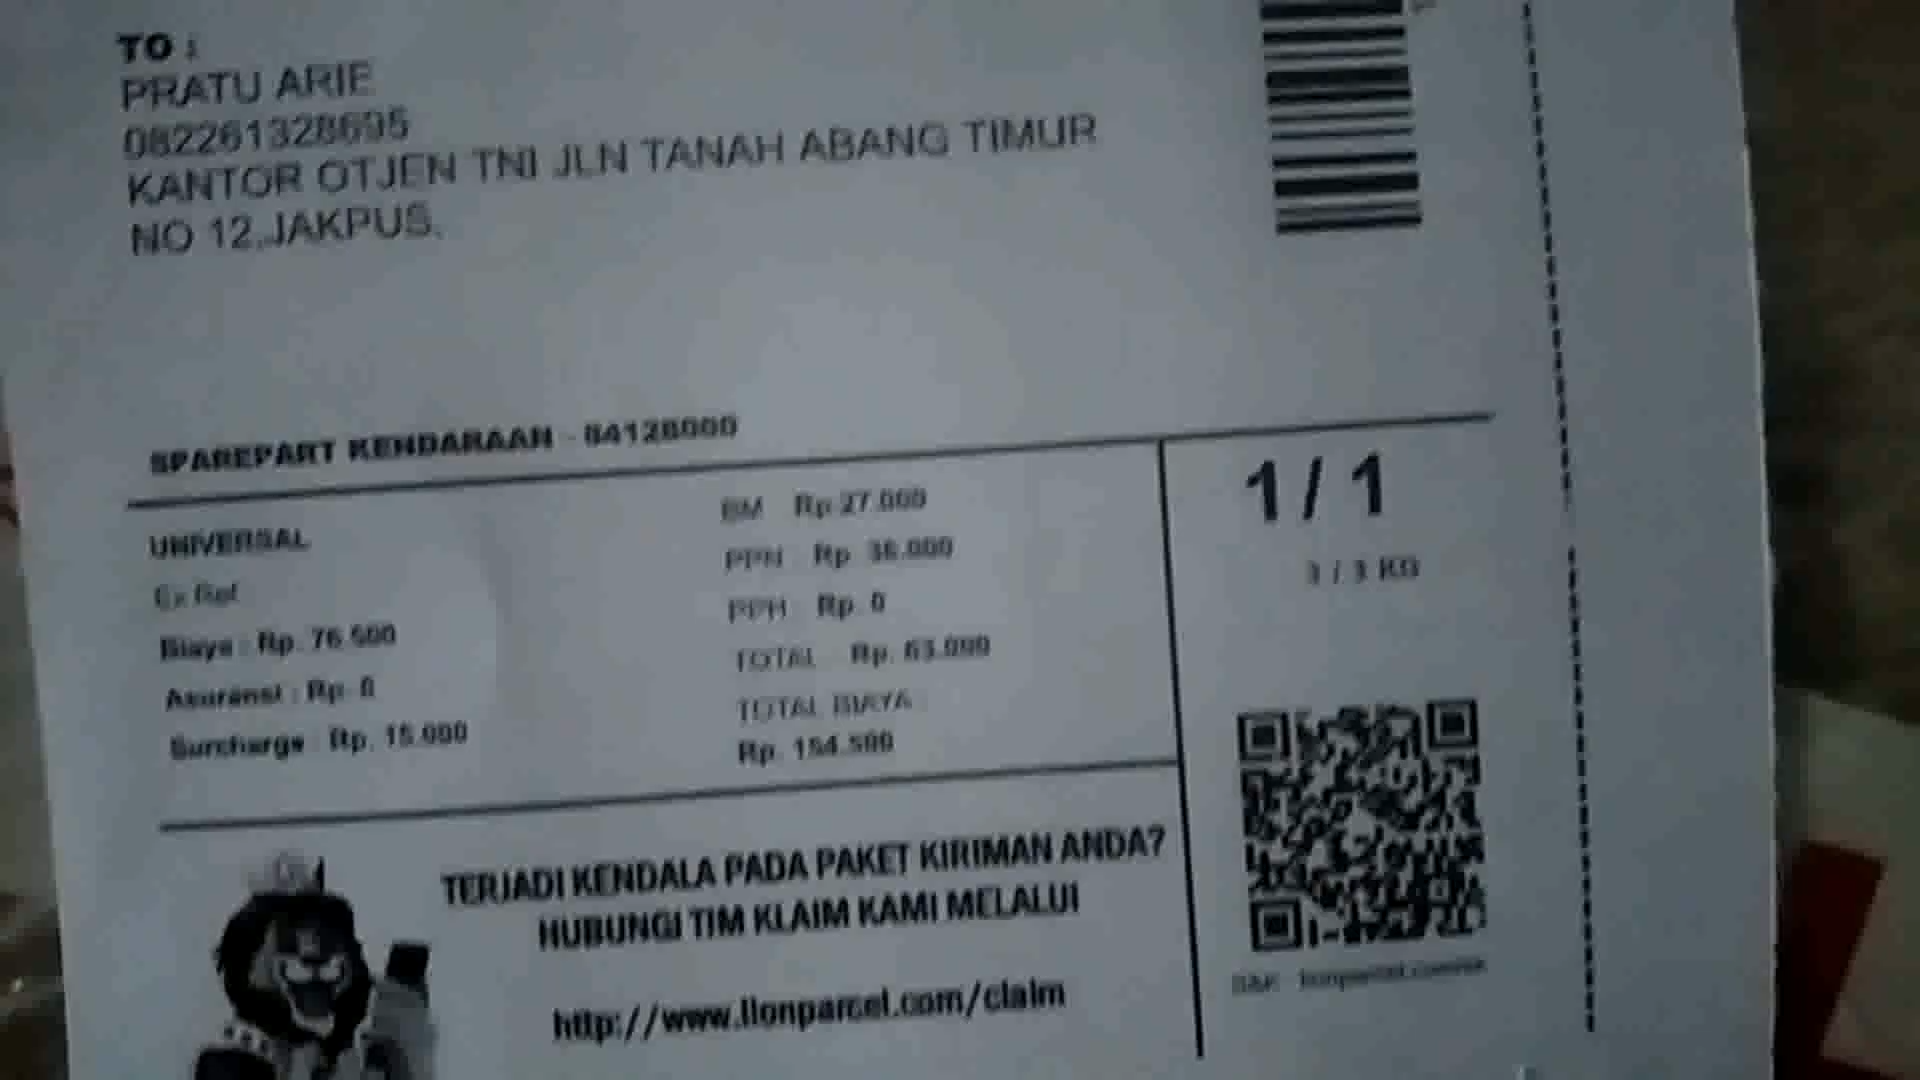 TO :
PRATU ARIE
082261328695
KANTOR OTJEN TNI JLN TANAH ABANG TIMUR
NO 12,JAKPUS.
SPAREPART KENDARAAN - 84128000
UNIVERSAL
Ex Ref
Biaya : Rp. 76.500
Asuransi : Rp. 0
Surcharge : Rp. 15.000
BM Rp 27.000
PPN Rp. 36.000
PPH Rp. 0
TOTAL Rp. 63.000
TOTAL BIAYA :
Rp. 154.500
1 / 1
3 / 3 KG
TERJADI KENDALA PADA PAKET KIRIMAN ANDA?
HUBUNGI TIM KLAIM KAMI MELALUI
http://www.lionparcel.com/claim